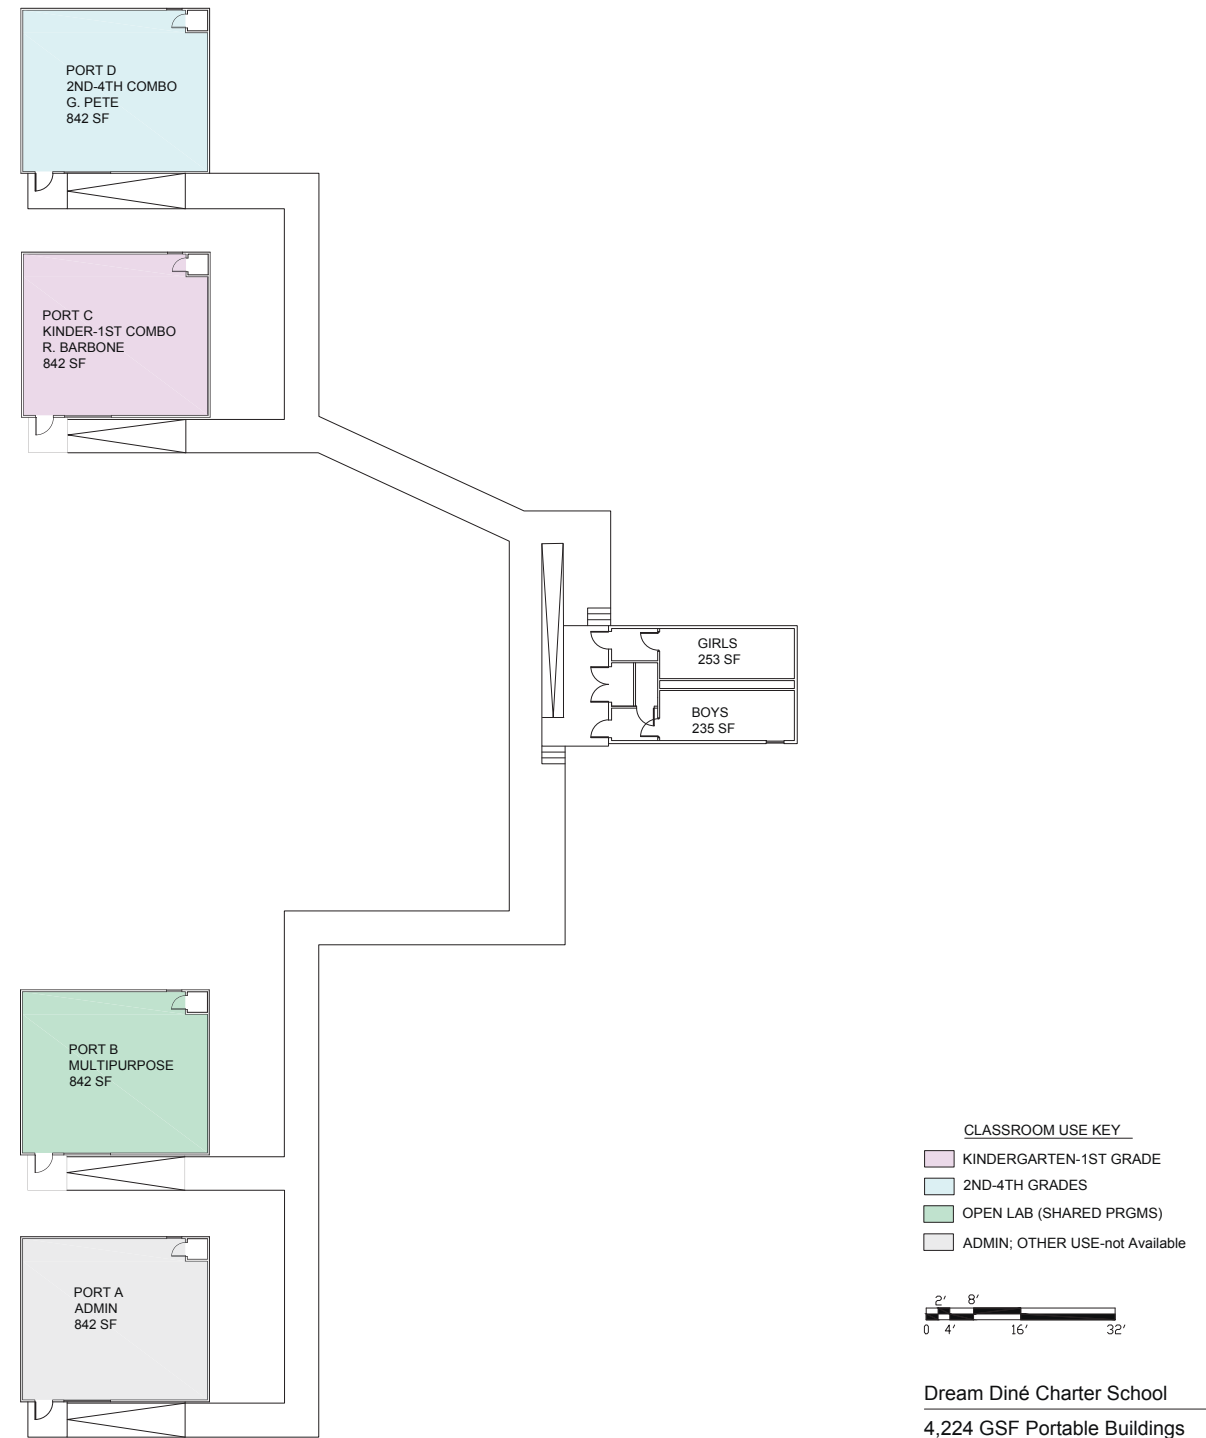 PORT D
2ND-4TH COMBO
G. PETE
842 SF
PORT C
KINDER-1ST COMBO
R. BARBONE
842 SF
GIRLS
253 SF
BOYS
235 SF
PORT B
MULTIPURPOSE
842 SF
PORT A
ADMIN
842 SF
CLASSROOM USE KEY
KINDERGARTEN-1ST GRADE
2ND-4TH GRADES
OPEN LAB (SHARED PRGMS)
ADMIN; OTHER USE-not Available
2' 8'
0 4' 16' 32'
Dream Diné Charter School
4,224 GSF Portable Buildings